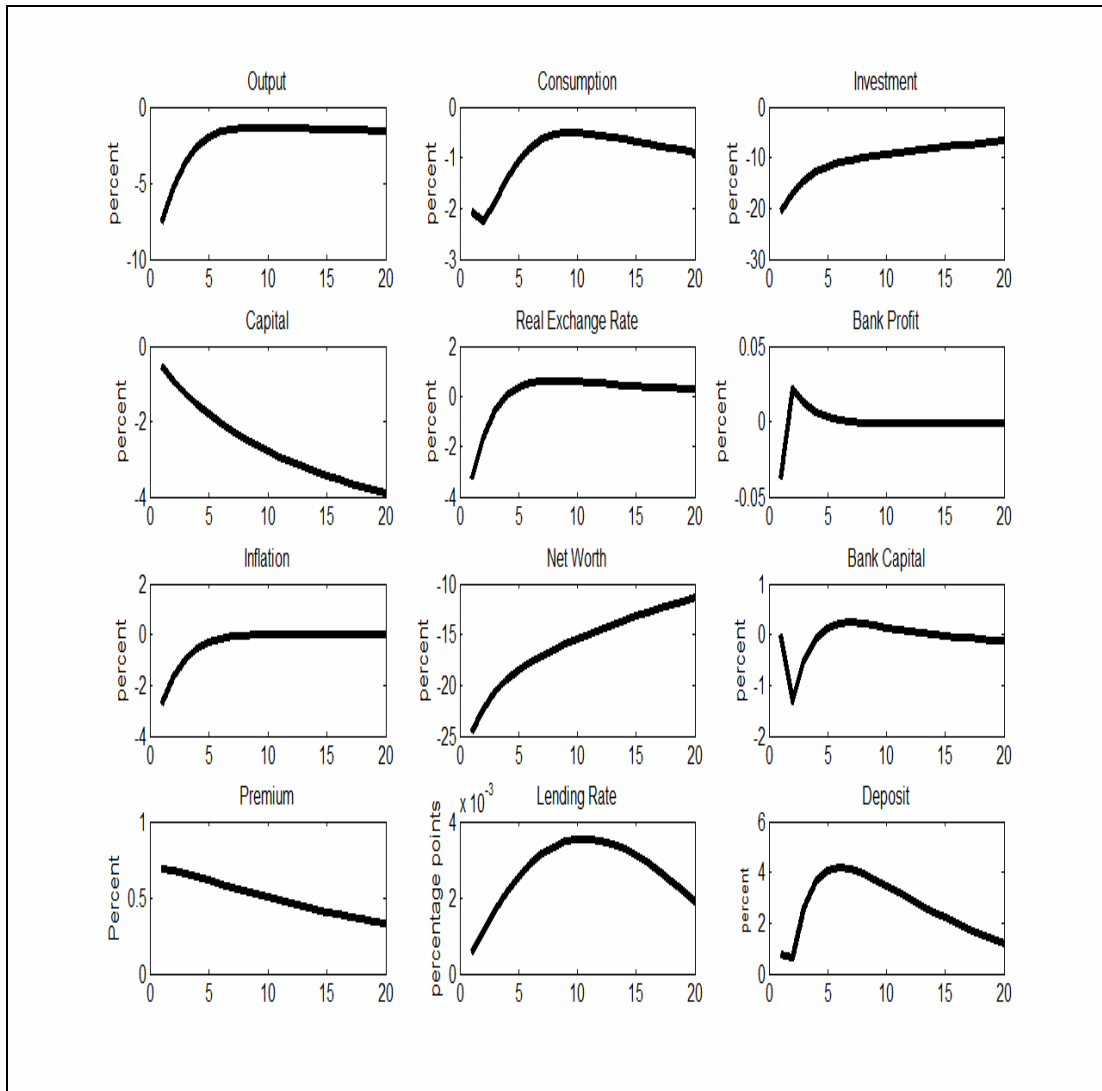 Output
Consumption
Investment
percent
0
-5
-10
0 5 10 15 20
percent
0
-1
-2
-3
0 5 10 15 20
percent
0
-10
-20
-30
0 5 10 15 20
Capital
Real Exchange Rate
Bank Profit
percent
0
-2
-4
0 5 10 15 20
percent
2
0
-2
-4
0 5 10 15 20
percent
0.05
0
-0.05
0 5 10 15 20
Inflation
Net Worth
Bank Capital
percent
2
0
-2
-4
0 5 10 15 20
percent
-10
-15
-20
-25
0 5 10 15 20
percent
1
0
-1
-2
0 5 10 15 20
Premium
Lending Rate
Deposit
Percent
1
0.5
0
0 5 10 15 20
percentage points
x 10-3
4
2
0
0 5 10 15 20
percent
6
4
2
0
0 5 10 15 20